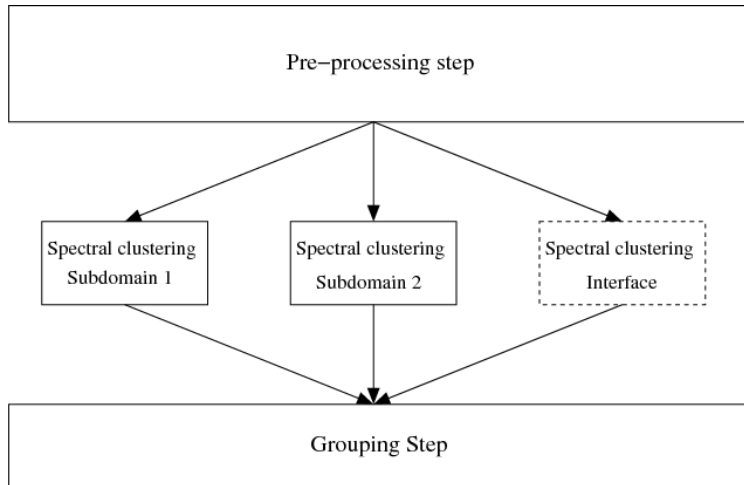 Pre−processing step
Spectral clustering
Subdomain 1
Spectral clustering
Subdomain 2
Spectral clustering
Interface
Grouping Step